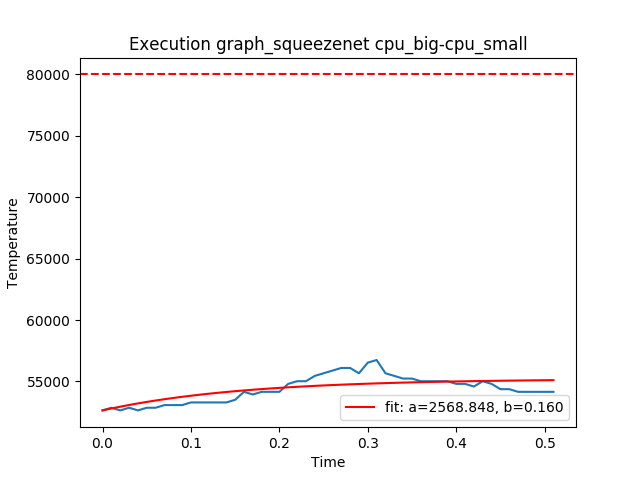 Execution graph_squeezenet cpu_big-cpu_small
80000
75000
70000
65000
60000
55000
Temperature
fit: a=2568.848, b=0.160
0.0 0.1 0.2 0.3 0.4 0.5
Time